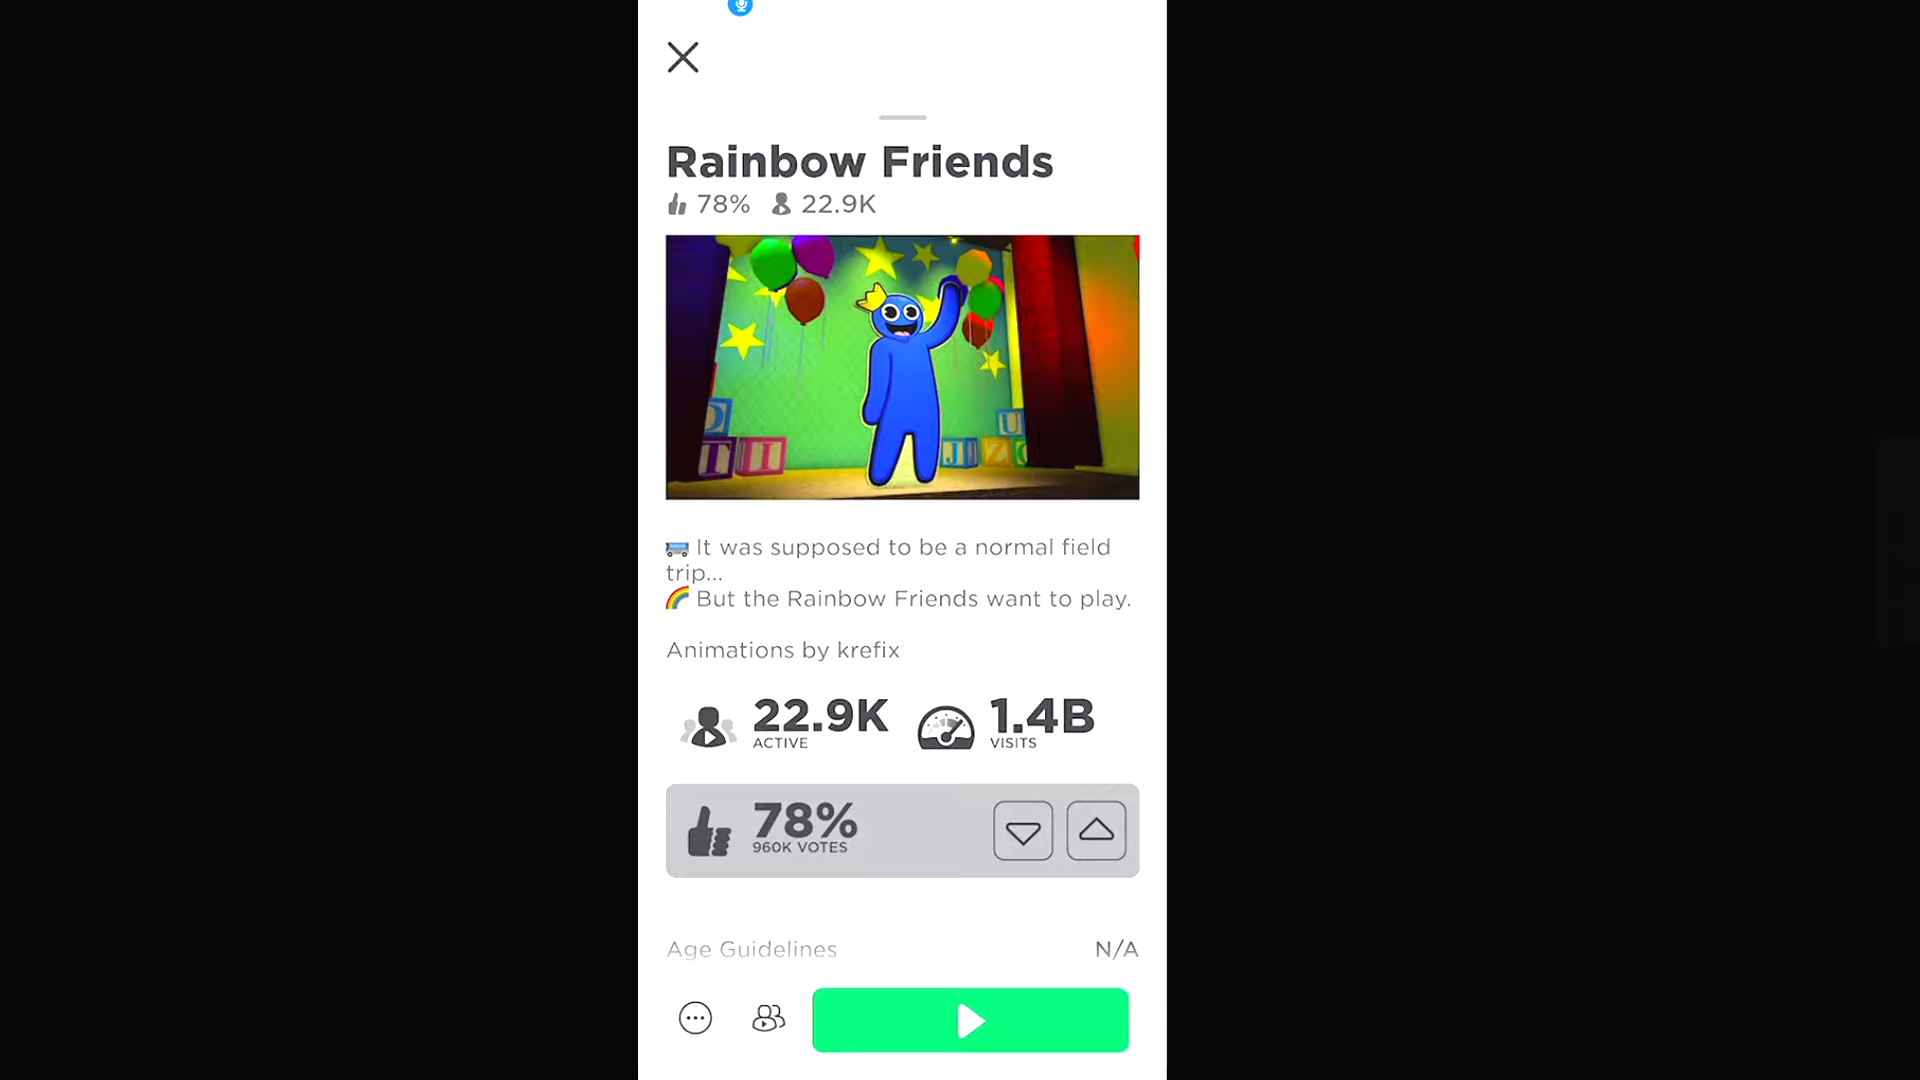 Rainbow Friends
78% 22.9K
It was supposed to be a normal field
trip...
But the Rainbow Friends want to play.
Animations by krefix
22.9K 1.4B
ACTIVE VISITS
78%
960K VOTES
Age Guidelines N/A